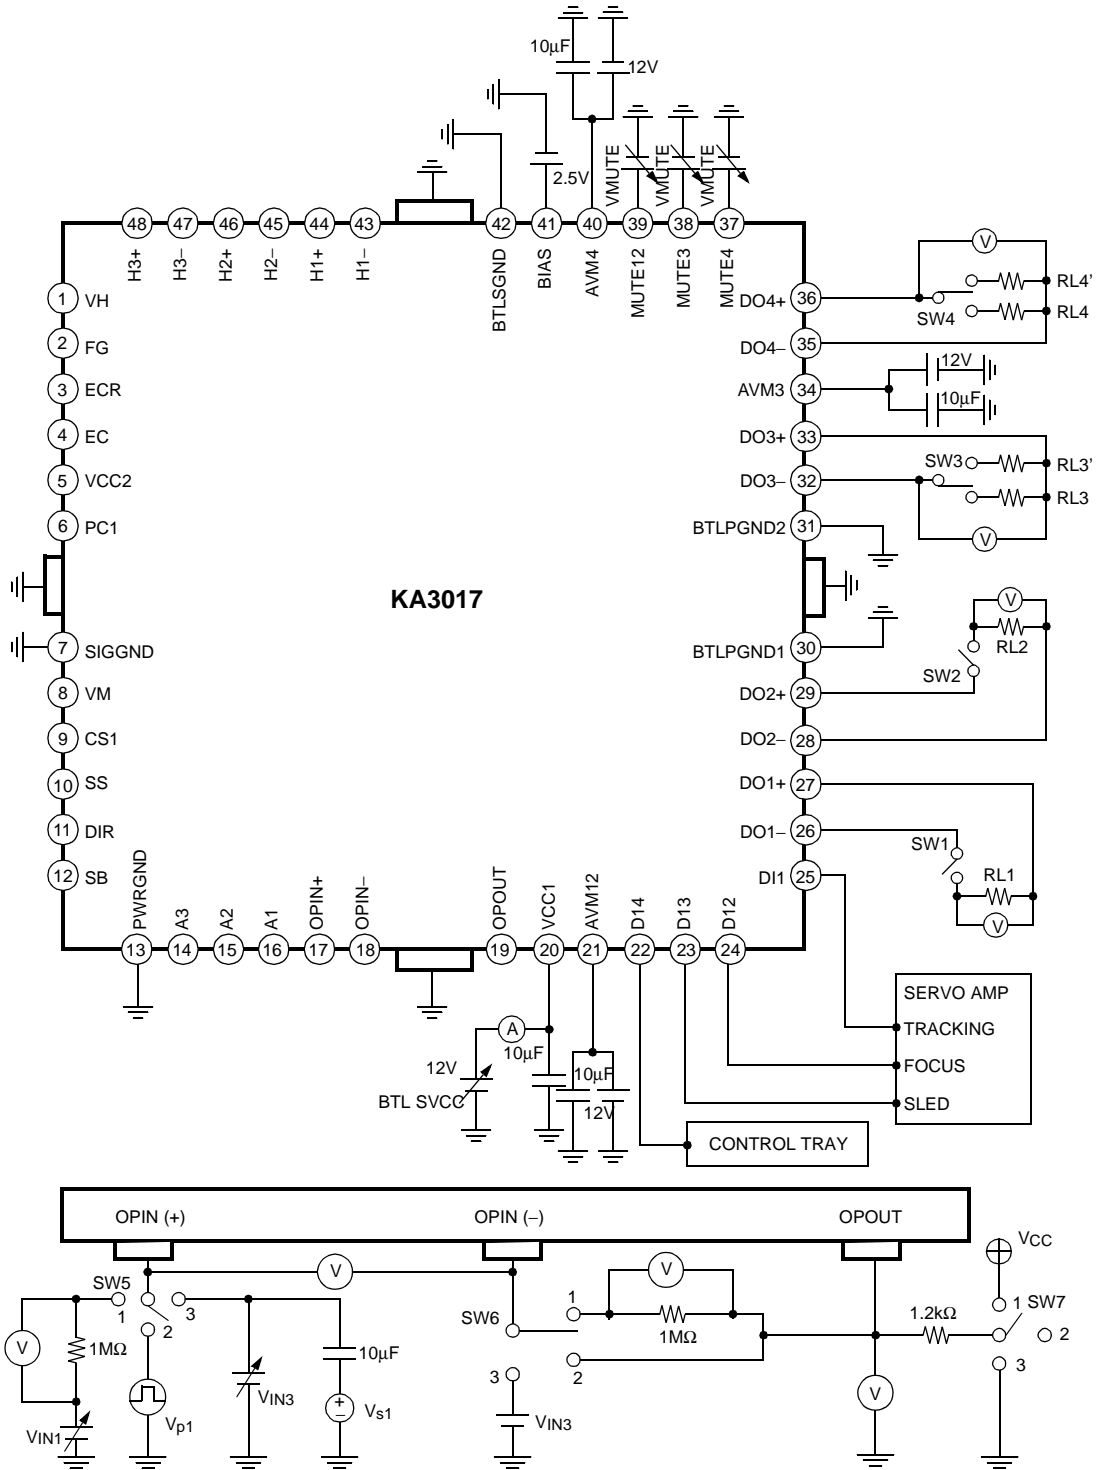 10μF
12V
2.5V
VMUTE
VMUTE
VMUTE
48 47 46 45 44 43 42 41 40 39 38 37
H3+
H3−
H2+
H2−
H1+
H1−
BTLSGND
BIAS
AVM4
MUTE12
MUTE3
MUTE4
1 VH
2 FG
3 ECR
4 EC
5 VCC2
6 PC1
7 SIGGND
8 VM
9 CS1
10 SS
11 DIR
12 SB
KA3017
DO4+ 36
DO4− 35
AVM3 34
DO3+ 33
DO3− 32
BTLPGND2 31
BTLPGND1 30
DO2+ 29
DO2− 28
DO1+ 27
DO1− 26
DI1 25
V
RL4'
SW4
RL4
12V
10μF
SW3
RL3'
RL3
V
V
RL2
SW2
SW1
RL1
V
PWRGND
A3
A2
A1
OPIN+
OPIN−
OPOUT
VCC1
AVM12
D14
D13
D12
13 14 15 16 17 18 19 20 21 22 23 24
A
12V
10μF
BTL SVCC
10μF
12V
SERVO AMP
TRACKING
FOCUS
SLED
CONTROL TRAY
OPIN (+)
OPIN (−)
OPOUT
V
SW5
1
2
3
V
1MΩ
VIN1
Vp1
VIN3
10μF
+
−
Vs1
SW6
1
2
3
V
1MΩ
VIN3
V
1.2kΩ
VCC
1 SW7
2
3